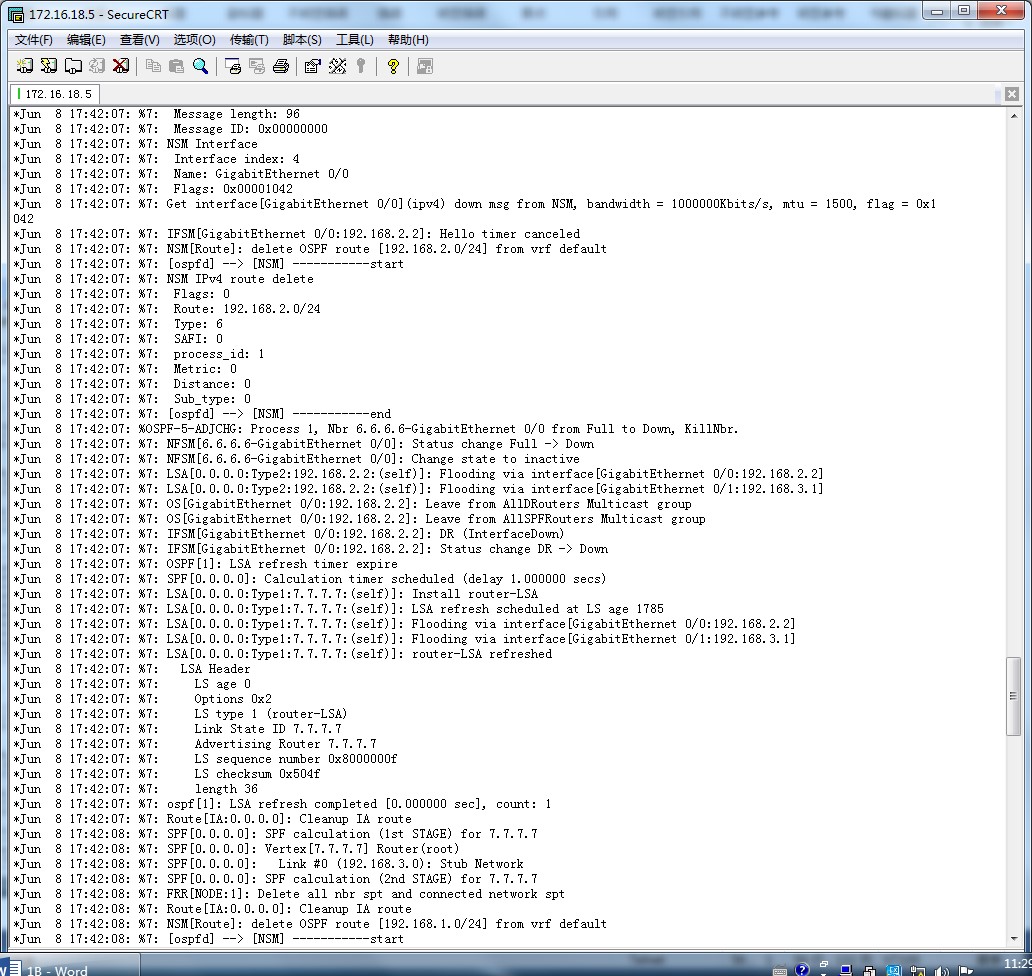 172.16.18.5 - SecureCRT
文件(F) 编辑(E) 查看(V) 选项(O) 传输(T) 脚本(S) 工具(L) 帮助(H)
172.16.18.5
*Jun  8 17:42:07: %7:  Message length: 96
*Jun  8 17:42:07: %7:  Message ID: 0x00000000
*Jun  8 17:42:07: %7: NSM Interface
*Jun  8 17:42:07: %7:  Interface index: 4
*Jun  8 17:42:07: %7:  Name: GigabitEthernet 0/0
*Jun  8 17:42:07: %7:  Flags: 0x00001042
*Jun  8 17:42:07: %7: Get interface[GigabitEthernet 0/0](ipv4) down msg from NSM, bandwidth = 1000000Kbits/s, mtu = 1500, flag = 0x1
042
*Jun  8 17:42:07: %7: IFSM[GigabitEthernet 0/0:192.168.2.2]: Hello timer canceled
*Jun  8 17:42:07: %7: NSM[Route]: delete OSPF route [192.168.2.0/24] from vrf default
*Jun  8 17:42:07: %7: [ospfd] --> [NSM] -----------start
*Jun  8 17:42:07: %7: NSM IPv4 route delete
*Jun  8 17:42:07: %7:  Flags: 0
*Jun  8 17:42:07: %7:  Route: 192.168.2.0/24
*Jun  8 17:42:07: %7:  Type: 6
*Jun  8 17:42:07: %7:  SAFI: 0
*Jun  8 17:42:07: %7:  process_id: 1
*Jun  8 17:42:07: %7:  Metric: 0
*Jun  8 17:42:07: %7:  Distance: 0
*Jun  8 17:42:07: %7:  Sub_type: 0
*Jun  8 17:42:07: %7: [ospfd] --> [NSM] -----------end
*Jun  8 17:42:07: %OSPF-5-ADJCHG: Process 1, Nbr 6.6.6.6-GigabitEthernet 0/0 from Full to Down, KillNbr.
*Jun  8 17:42:07: %7: NFSM[6.6.6.6-GigabitEthernet 0/0]: Status change Full -> Down
*Jun  8 17:42:07: %7: NFSM[6.6.6.6-GigabitEthernet 0/0]: Change state to inactive
*Jun  8 17:42:07: %7: LSA[0.0.0.0:Type2:192.168.2.2:(self)]: Flooding via interface[GigabitEthernet 0/0:192.168.2.2]
*Jun  8 17:42:07: %7: LSA[0.0.0.0:Type2:192.168.2.2:(self)]: Flooding via interface[GigabitEthernet 0/1:192.168.3.1]
*Jun  8 17:42:07: %7: OS[GigabitEthernet 0/0:192.168.2.2]: Leave from AllDRouters Multicast group
*Jun  8 17:42:07: %7: OS[GigabitEthernet 0/0:192.168.2.2]: Leave from AllSPFRouters Multicast group
*Jun  8 17:42:07: %7: IFSM[GigabitEthernet 0/0:192.168.2.2]: DR (InterfaceDown)
*Jun  8 17:42:07: %7: IFSM[GigabitEthernet 0/0:192.168.2.2]: Status change DR -> Down
*Jun  8 17:42:07: %7: OSPF[1]: LSA refresh timer expire
*Jun  8 17:42:07: %7: SPF[0.0.0.0]: Calculation timer scheduled (delay 1.000000 secs)
*Jun  8 17:42:07: %7: LSA[0.0.0.0:Type1:7.7.7.7:(self)]: Install router-LSA
*Jun  8 17:42:07: %7: LSA[0.0.0.0:Type1:7.7.7.7:(self)]: LSA refresh scheduled at LS age 1785
*Jun  8 17:42:07: %7: LSA[0.0.0.0:Type1:7.7.7.7:(self)]: Flooding via interface[GigabitEthernet 0/0:192.168.2.2]
*Jun  8 17:42:07: %7: LSA[0.0.0.0:Type1:7.7.7.7:(self)]: Flooding via interface[GigabitEthernet 0/1:192.168.3.1]
*Jun  8 17:42:07: %7: LSA[0.0.0.0:Type1:7.7.7.7:(self)]: router-LSA refreshed
*Jun  8 17:42:07: %7:   LSA Header
*Jun  8 17:42:07: %7:     LS age 0
*Jun  8 17:42:07: %7:     Options 0x2
*Jun  8 17:42:07: %7:     LS type 1 (router-LSA)
*Jun  8 17:42:07: %7:     Link State ID 7.7.7.7
*Jun  8 17:42:07: %7:     Advertising Router 7.7.7.7
*Jun  8 17:42:07: %7:     LS sequence number 0x8000000f
*Jun  8 17:42:07: %7:     LS checksum 0x504f
*Jun  8 17:42:07: %7:     length 36
*Jun  8 17:42:07: %7: ospf[1]: LSA refresh completed [0.000000 sec], count: 1
*Jun  8 17:42:07: %7: Route[IA:0.0.0.0]: Cleanup IA route
*Jun  8 17:42:08: %7: SPF[0.0.0.0]: SPF calculation (1st STAGE) for 7.7.7.7
*Jun  8 17:42:08: %7: SPF[0.0.0.0]: Vertex[7.7.7.7] Router(root)
*Jun  8 17:42:08: %7: SPF[0.0.0.0]:   Link #0 (192.168.3.0): Stub Network
*Jun  8 17:42:08: %7: SPF[0.0.0.0]: SPF calculation (2nd STAGE) for 7.7.7.7
*Jun  8 17:42:08: %7: FRR[NODE:1]: Delete all nbr spt and connected network spt
*Jun  8 17:42:08: %7: Route[IA:0.0.0.0]: Cleanup IA route
*Jun  8 17:42:08: %7: NSM[Route]: delete OSPF route [192.168.1.0/24] from vrf default
*Jun  8 17:42:08: %7: [ospfd] --> [NSM] -----------start
1B - Word